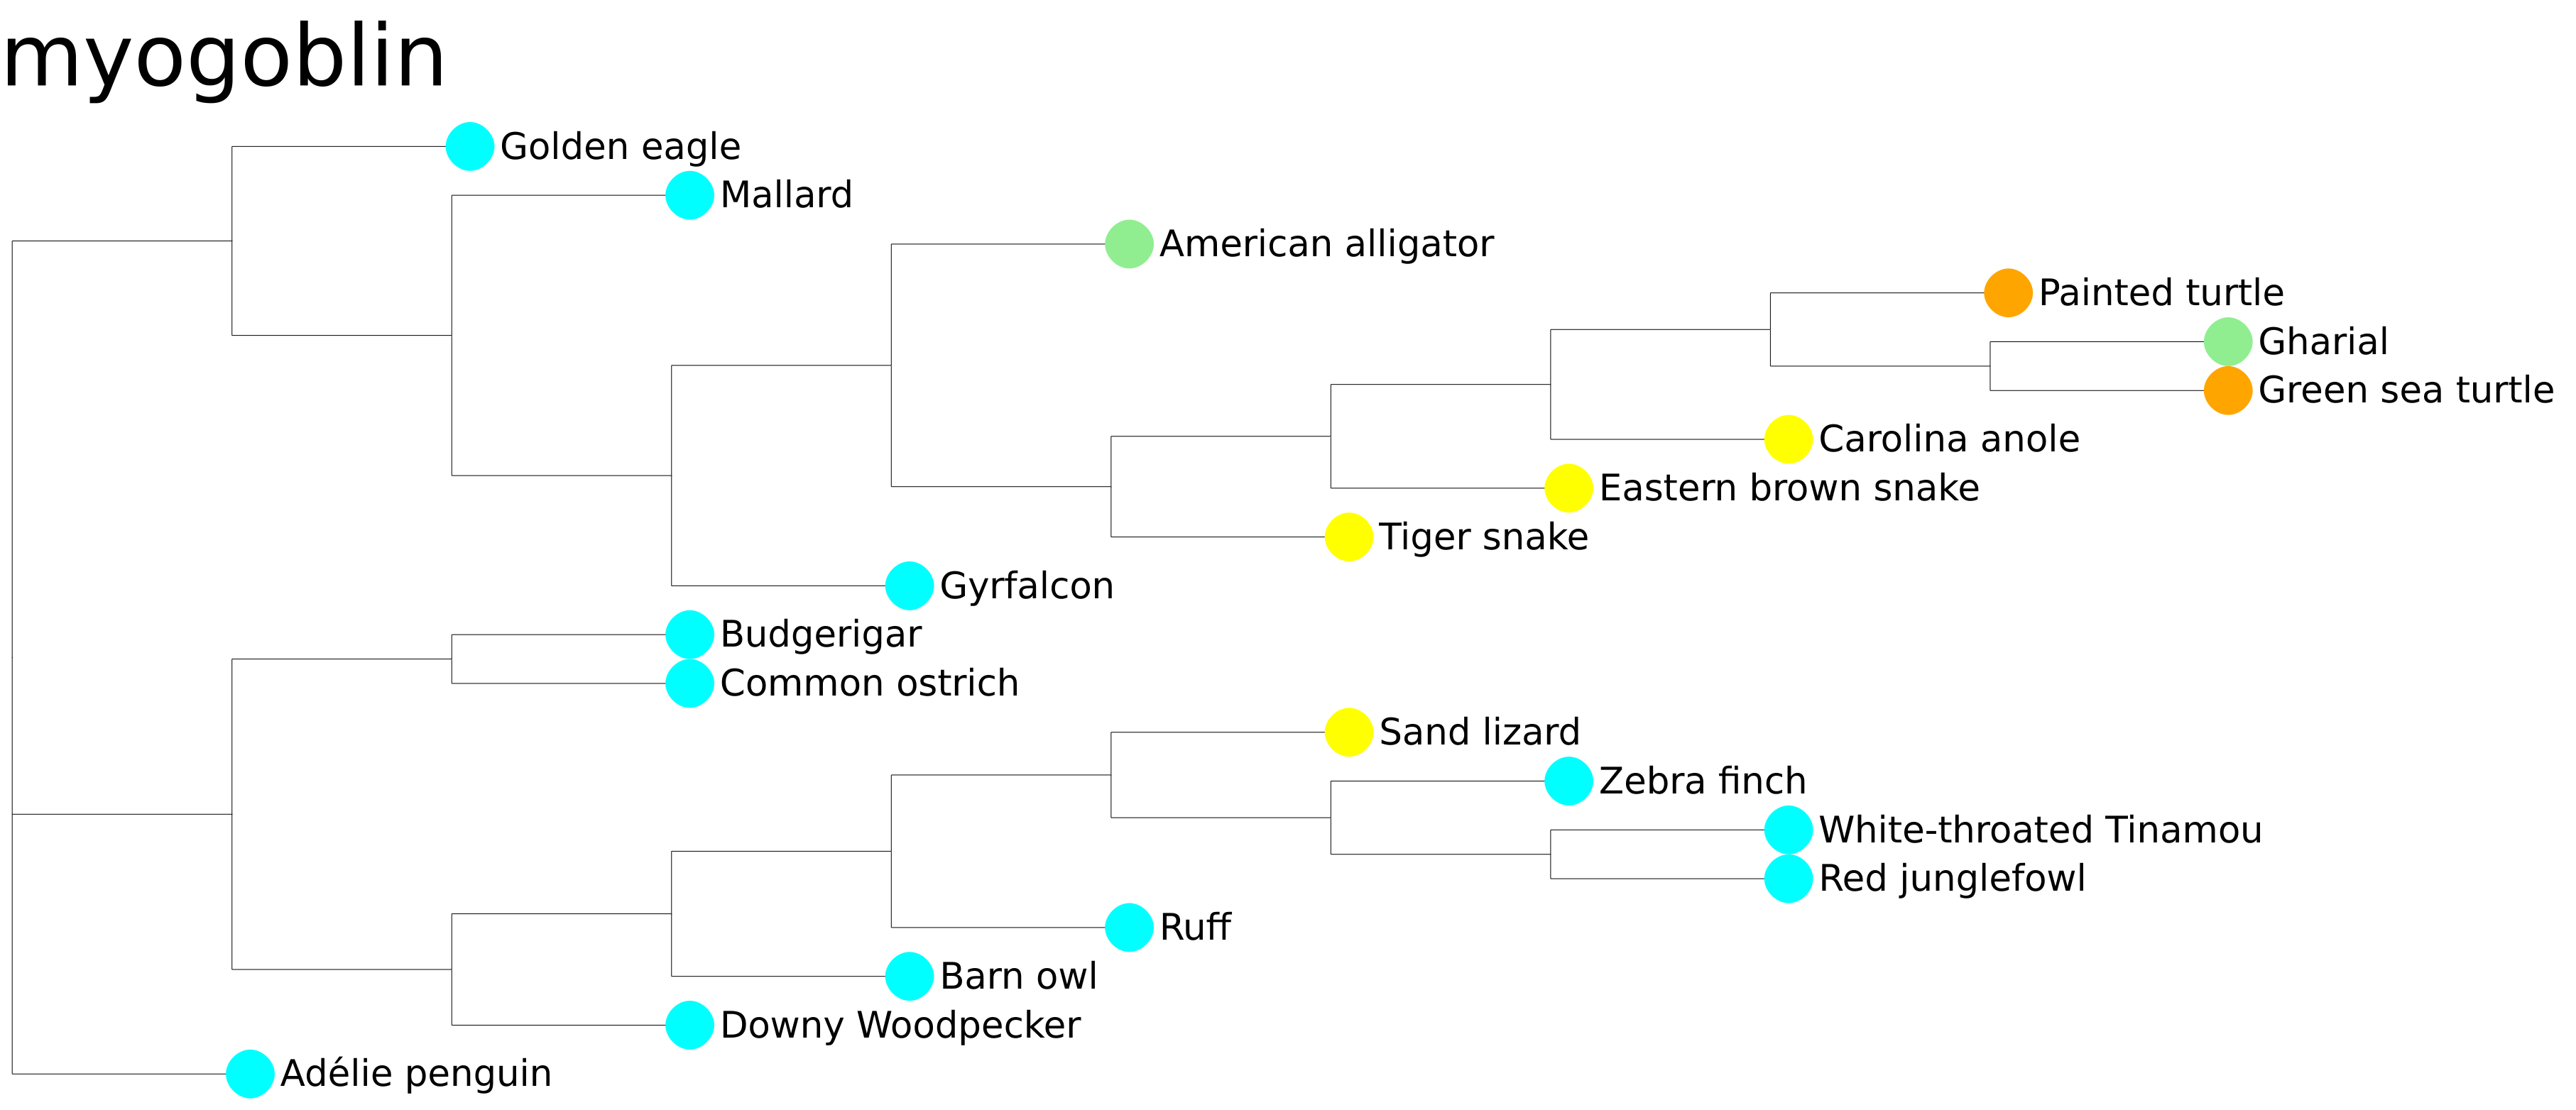 myogoblin
Golden eagle
Mallard
American alligator
Painted turtle
Gharial
Green sea turtle
Carolina anole
Eastern brown snake
Tiger snake
Gyrfalcon
Budgerigar
Common ostrich
Sand lizard
Zebra finch
White-throated Tinamou
Red junglefowl
Ruff
Barn owl
Downy Woodpecker
Adélie penguin